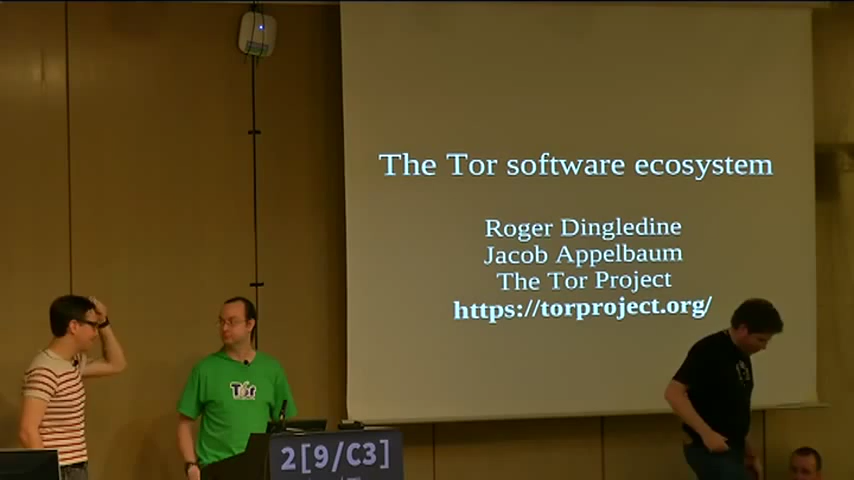 The Tor software ecosystem
Roger Dingledine
Jacob Appelbaum
The Tor Project
https://torproject.org/
Tor
2[9/C3]